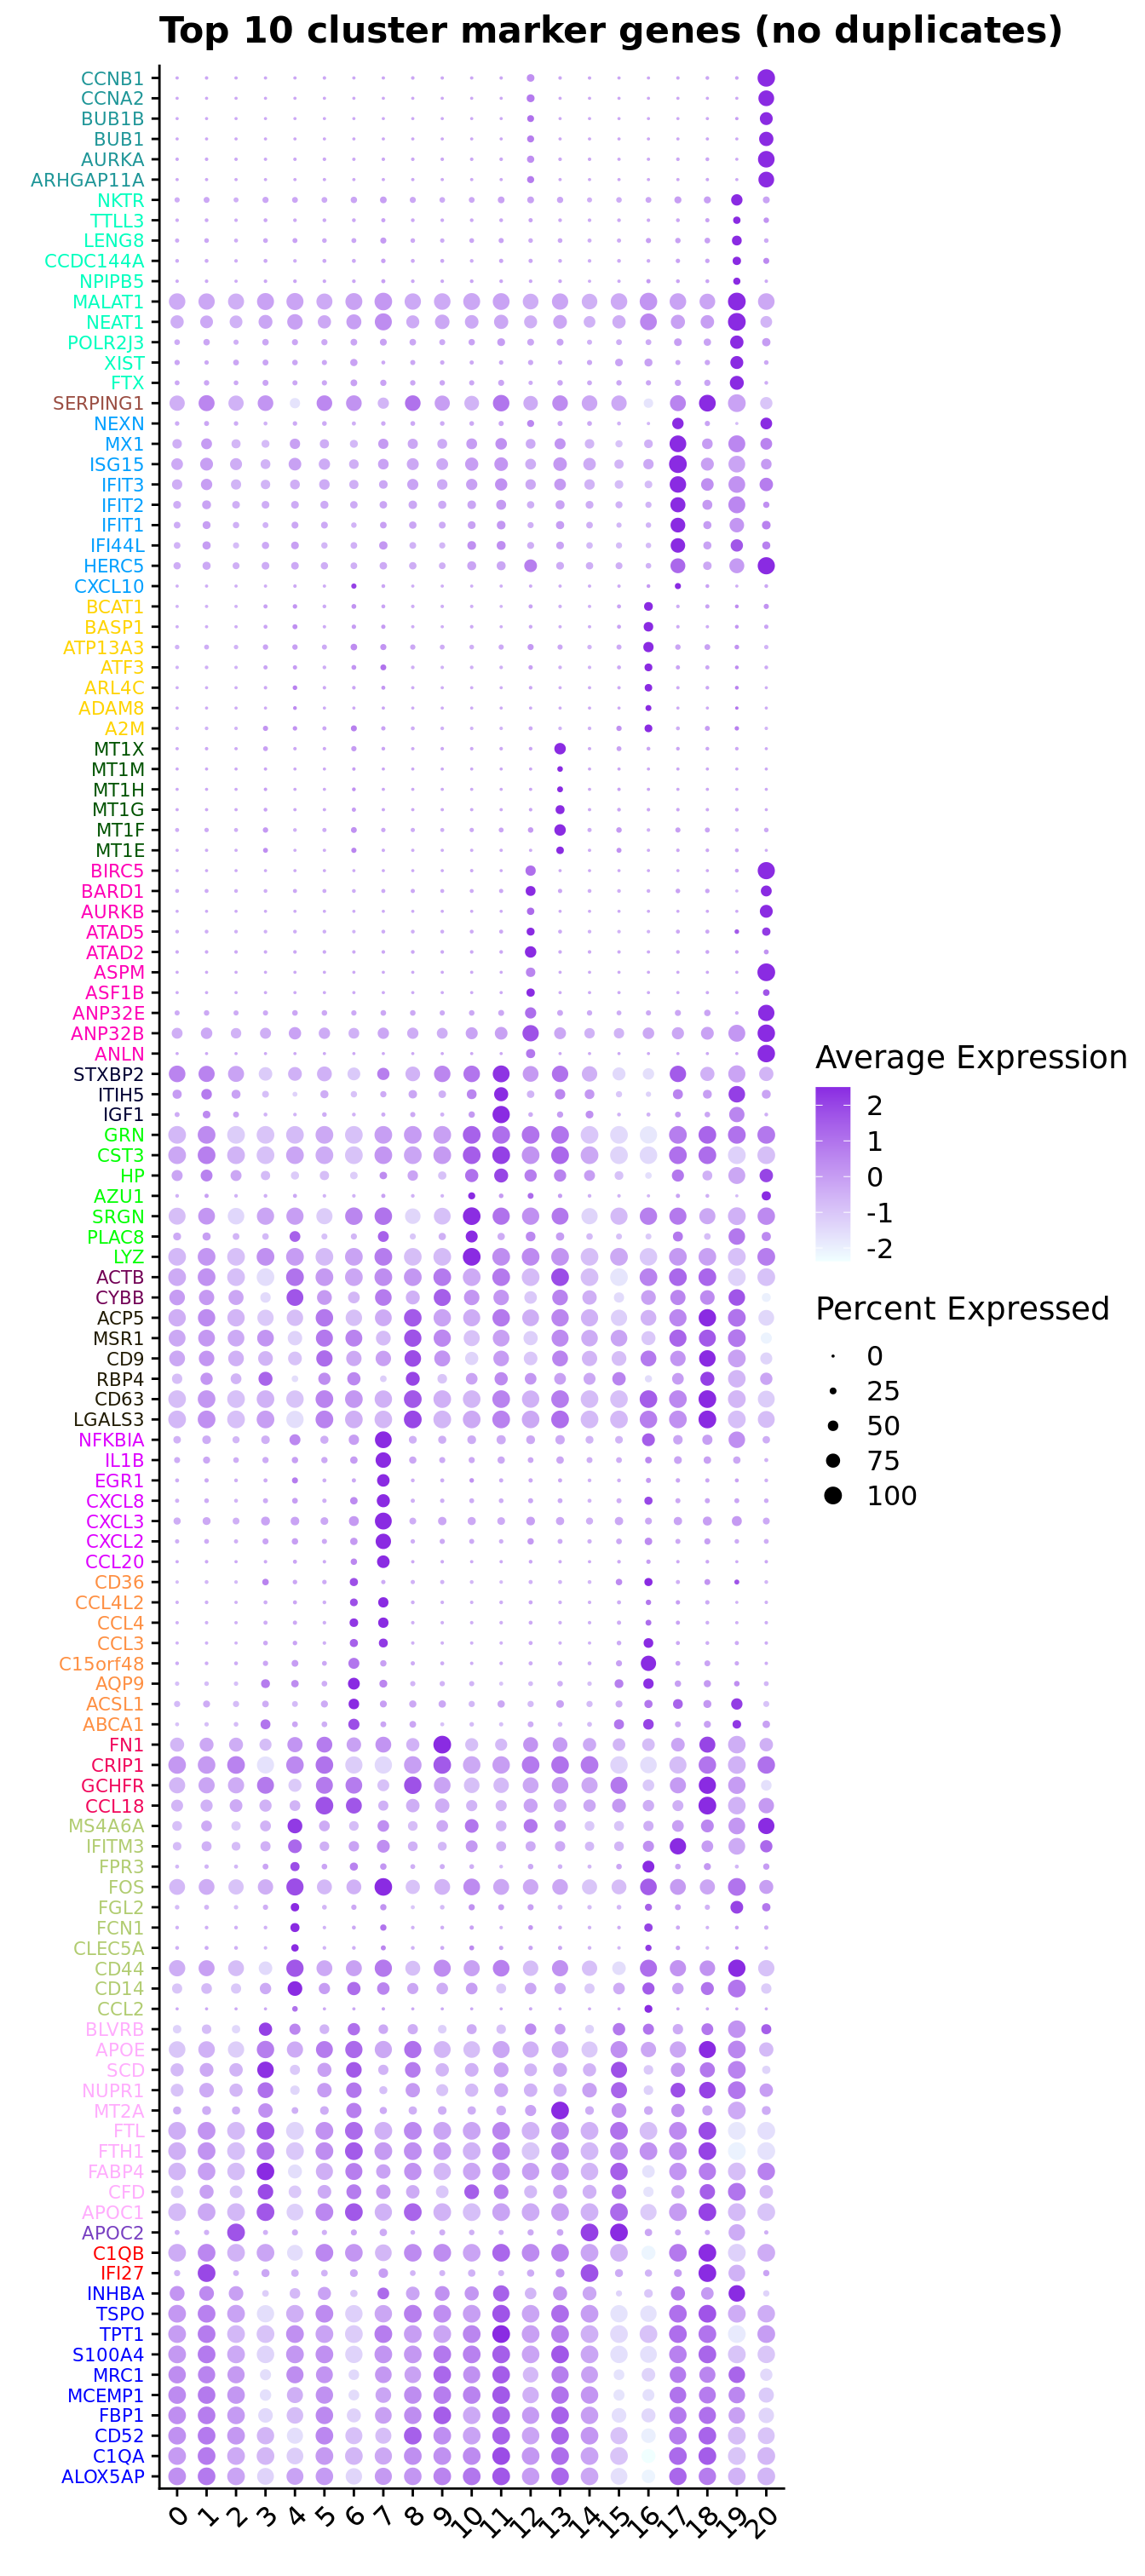 Top 10 cluster marker genes (no duplicates)
CCNB1
CCNA2
BUB1B
BUB1
AURKA
ARHGAP11A
NKTR
TTLL3
LENG8
CCDC144A
NPIPB5
MALAT1
NEAT1
POLR2J3
XIST
FTX
SERPING1
NEXN
MX1
ISG15
IFIT3
IFIT2
IFIT1
IFI44L
HERC5
CXCL10
BCAT1
BASP1
ATP13A3
ATF3
ARL4C
ADAM8
A2M
MT1X
MT1M
MT1H
MT1G
MT1F
MT1E
BIRC5
BARD1
AURKB
ATAD5
ATAD2
ASPM
ASF1B
ANP32E
ANP32B
ANLN
STXBP2
ITIH5
IGF1
GRN
CST3
HP
AZU1
SRGN
PLAC8
LYZ
ACTB
CYBB
ACP5
MSR1
CD9
RBP4
CD63
LGALS3
NFKBIA
IL1B
EGR1
CXCL8
CXCL3
CXCL2
CCL20
CD36
CCL4L2
CCL4
CCL3
C15orf48
AQP9
ACSL1
ABCA1
FN1
CRIP1
GCHFR
CCL18
MS4A6A
IFITM3
FPR3
FOS
FGL2
FCN1
CLEC5A
CD44
CD14
CCL2
BLVRB
APOE
SCD
NUPR1
MT2A
FTL
FTH1
FABP4
CFD
APOC1
APOC2
C1QB
IFI27
INHBA
TSPO
TPT1
S100A4
MRC1
MCEMP1
FBP1
CD52
C1QA
ALOX5AP
0 1 2 3 4 5 6 7 8 9 10 11 12 13 14 15 16 17 18 19 20
Average Expression
2
1
0
-1
-2
Percent Expressed
0
25
50
75
100